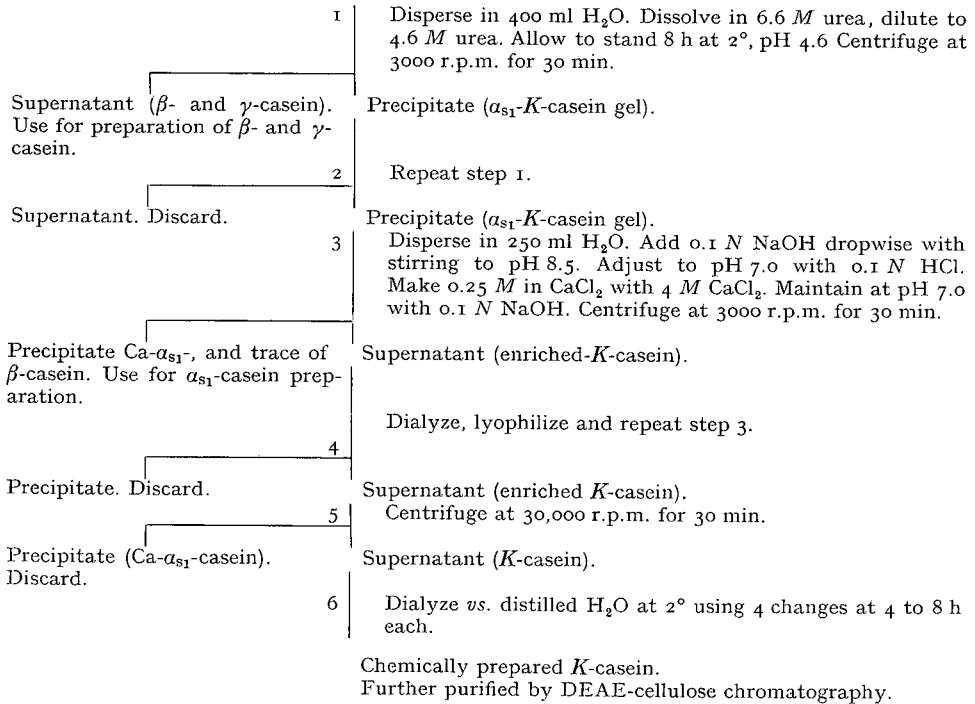 1 Disperse in 400 ml H₂O. Dissolve in 6.6 M urea, dilute to
4.6 M urea. Allow to stand 8 h at 2°, pH 4.6 Centrifuge at
3000 r.p.m. for 30 min.
Supernatant (β- and γ-casein).
Use for preparation of β- and γ-
casein.
Precipitate (αs1-K-casein gel).
2 Repeat step 1.
Supernatant. Discard.
Precipitate (αs1-K-casein gel).
3 Disperse in 250 ml H₂O. Add 0.1 N NaOH dropwise with
stirring to pH 8.5. Adjust to pH 7.0 with 0.1 N HCl.
Make 0.25 M in CaCl₂ with 4 M CaCl₂. Maintain at pH 7.0
with 0.1 N NaOH. Centrifuge at 3000 r.p.m. for 30 min.
Precipitate Ca-αs1-, and trace of
β-casein. Use for αs1-casein prep-
aration.
Supernatant (enriched-K-casein).
Dialyze, lyophilize and repeat step 3.
4
Precipitate. Discard.
Supernatant (enriched K-casein).
5 Centrifuge at 30,000 r.p.m. for 30 min.
Precipitate (Ca-αs1-casein).
Discard.
Supernatant (K-casein).
6 Dialyze vs. distilled H₂O at 2° using 4 changes at 4 to 8 h
each.
Chemically prepared K-casein.
Further purified by DEAE-cellulose chromatography.